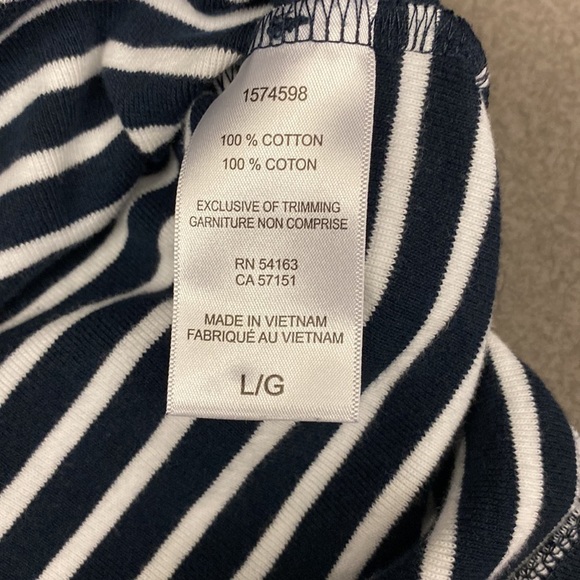 1574598
100 % COTTON
100 % COTON
EXCLUSIVE OF TRIMMING
GARNITURE NON COMPRISE
RN 54163
CA 57151
MADE IN VIETNAM
FABRIQUÉ AU VIETNAM
L/G